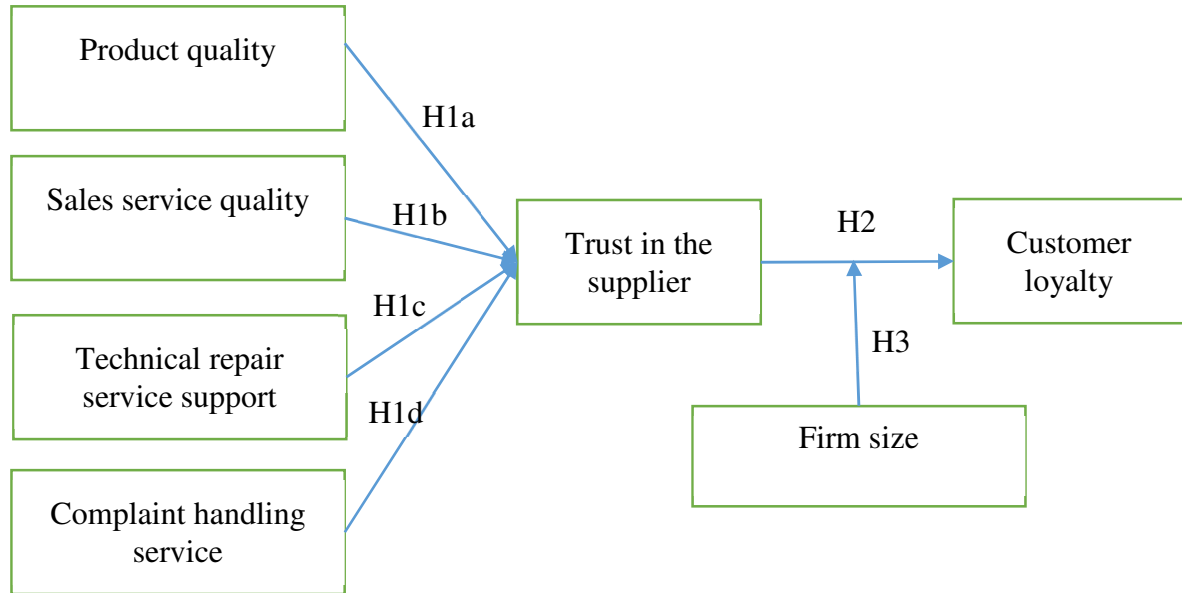 Product quality
H1a
Sales service quality
H1b
Trust in the
supplier
H2
Customer
loyalty
H1c
Technical repair
service support
H3
H1d
Firm size
Complaint handling
service